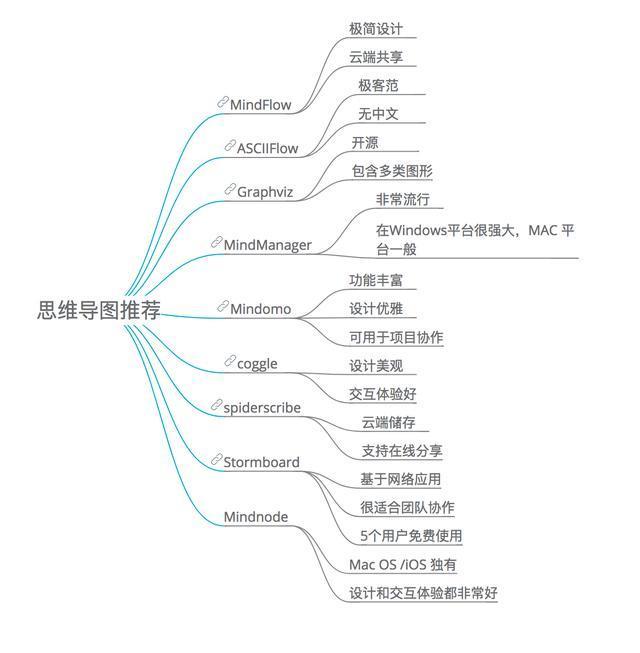 思维导图推荐
MindFlow
极简设计
云端共享
ASCIIFlow
极客范
无中文
Graphviz
开源
包含多类图形
MindManager
非常流行
在Windows平台很强大，MAC 平
台一般
Mindomo
功能丰富
设计优雅
可用于项目协作
coggle
设计美观
交互体验好
spiderscribe
云端储存
支持在线分享
Stormboard
基于网络应用
很适合团队协作
5个用户免费使用
Mindnode
Mac OS /iOS 独有
设计和交互体验都非常好